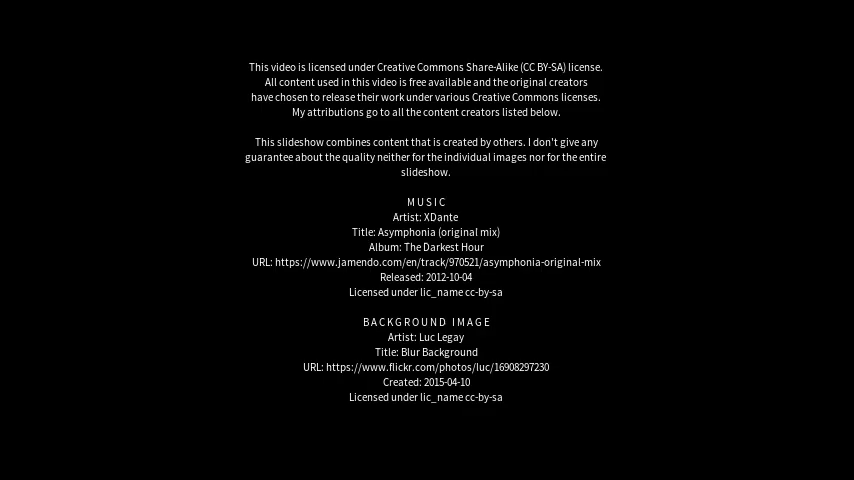 This video is licensed under Creative Commons Share-Alike (CC BY-SA) license.
All content used in this video is free available and the original creators
have chosen to release their work under various Creative Commons licenses.
My attributions go to all the content creators listed below.
This slideshow combines content that is created by others. I don't give any
guarantee about the quality neither for the individual images nor for the entire
slideshow.
MUSIC
Artist: XDante
Title: Asymphonia (original mix)
Album: The Darkest Hour
URL: https://www.jamendo.com/en/track/970521/asymphonia-original-mix
Released: 2012-10-04
Licensed under lic_name cc-by-sa
BACKGROUND IMAGE
Artist: Luc Legay
Title: Blur Background
URL: https://www.flickr.com/photos/luc/16908297230
Created: 2015-04-10
Licensed under lic_name cc-by-sa